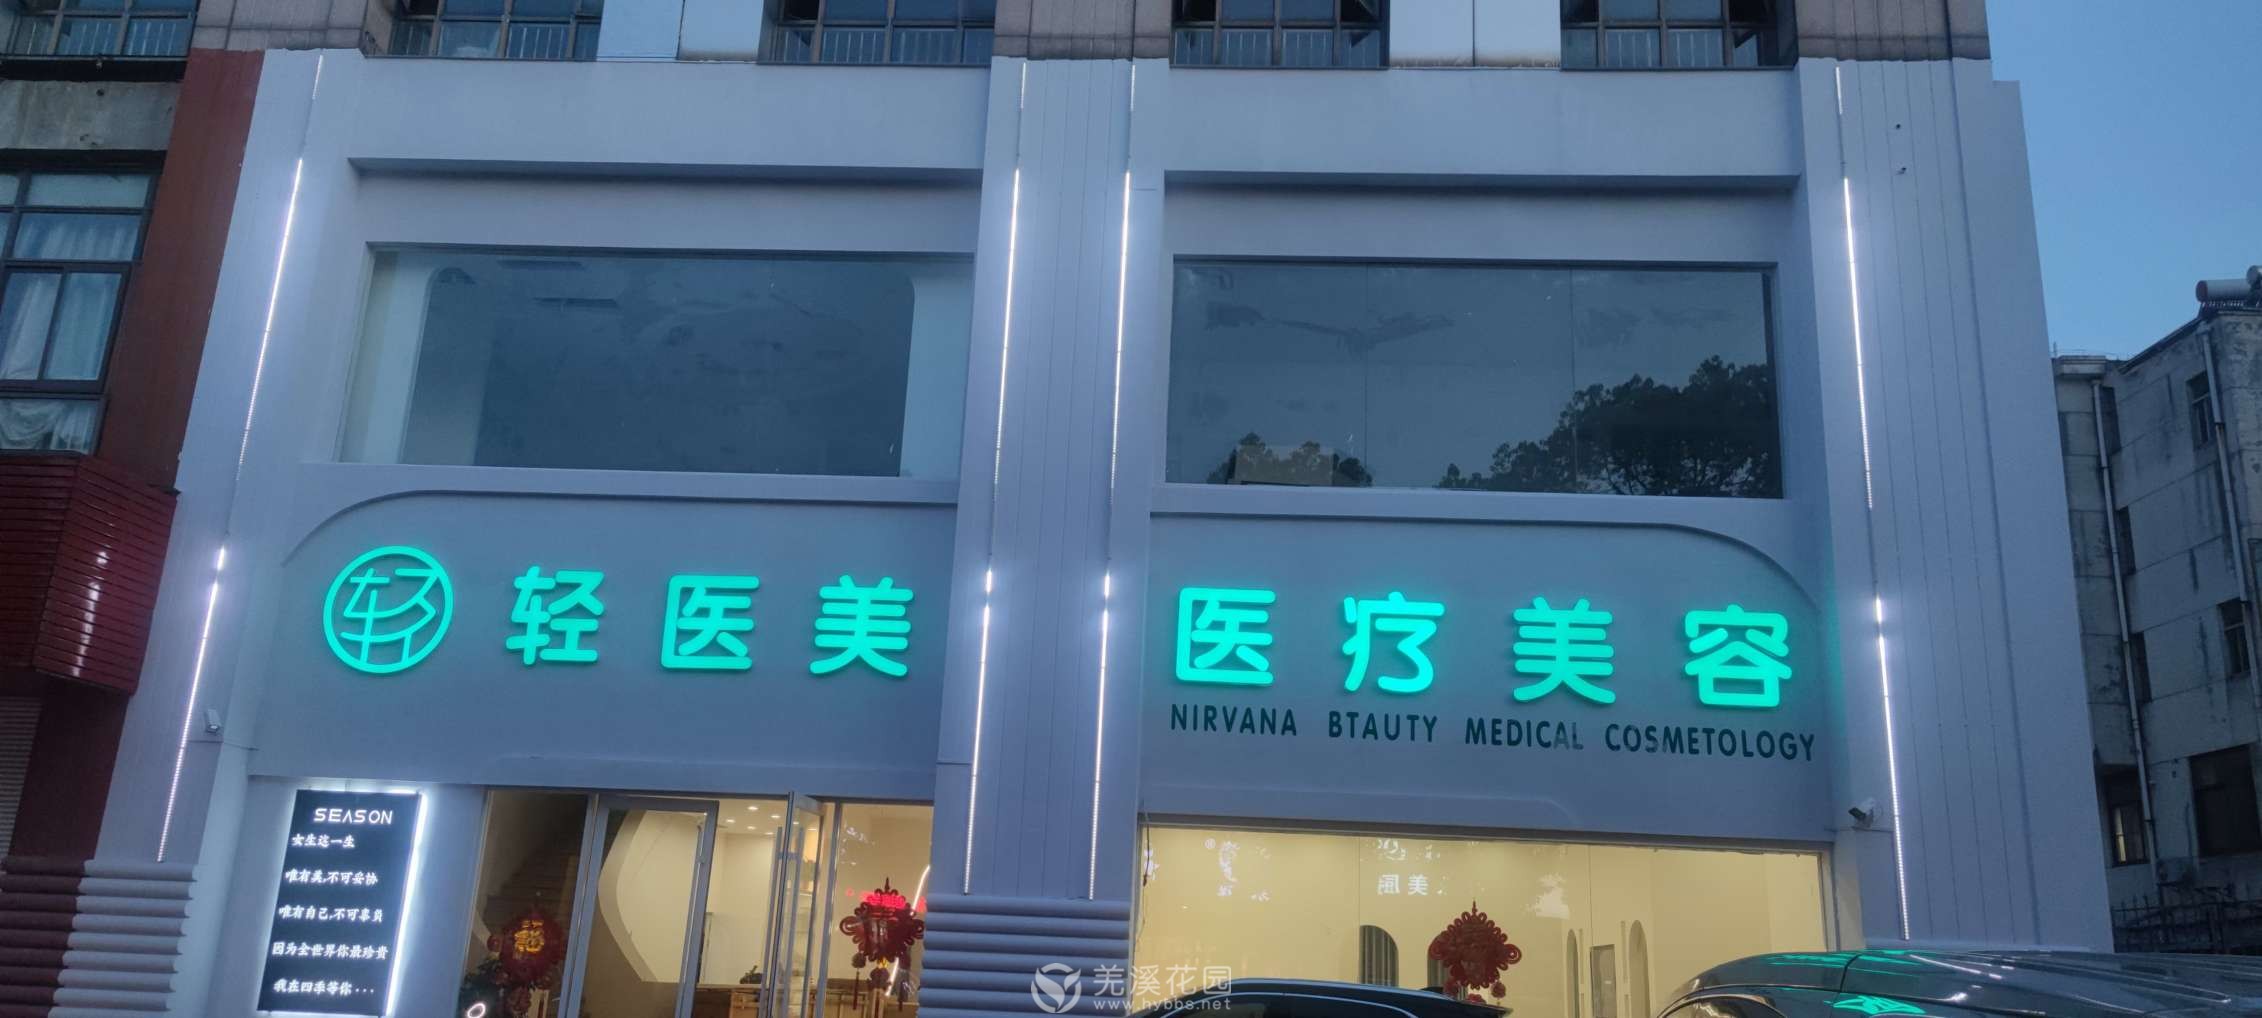 轻 轻医美 医疗美容
NIRVANA BTAUTY MEDICAL COSMETOLOGY
SEASON
女生这一生
唯有美,不可妥协
唯有自己,不可辜负
因为全世界你最珍贵
我在四季等你···
羌溪花园
www.hybbs.net